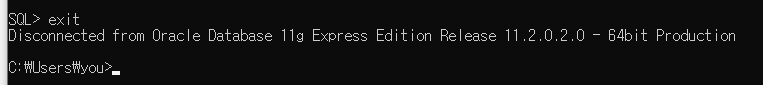 SQL> exit
Disconnected from Oracle Database 11g Express Edition Release 11.2.0.2.0 - 64bit Production
C:₩Users₩you>